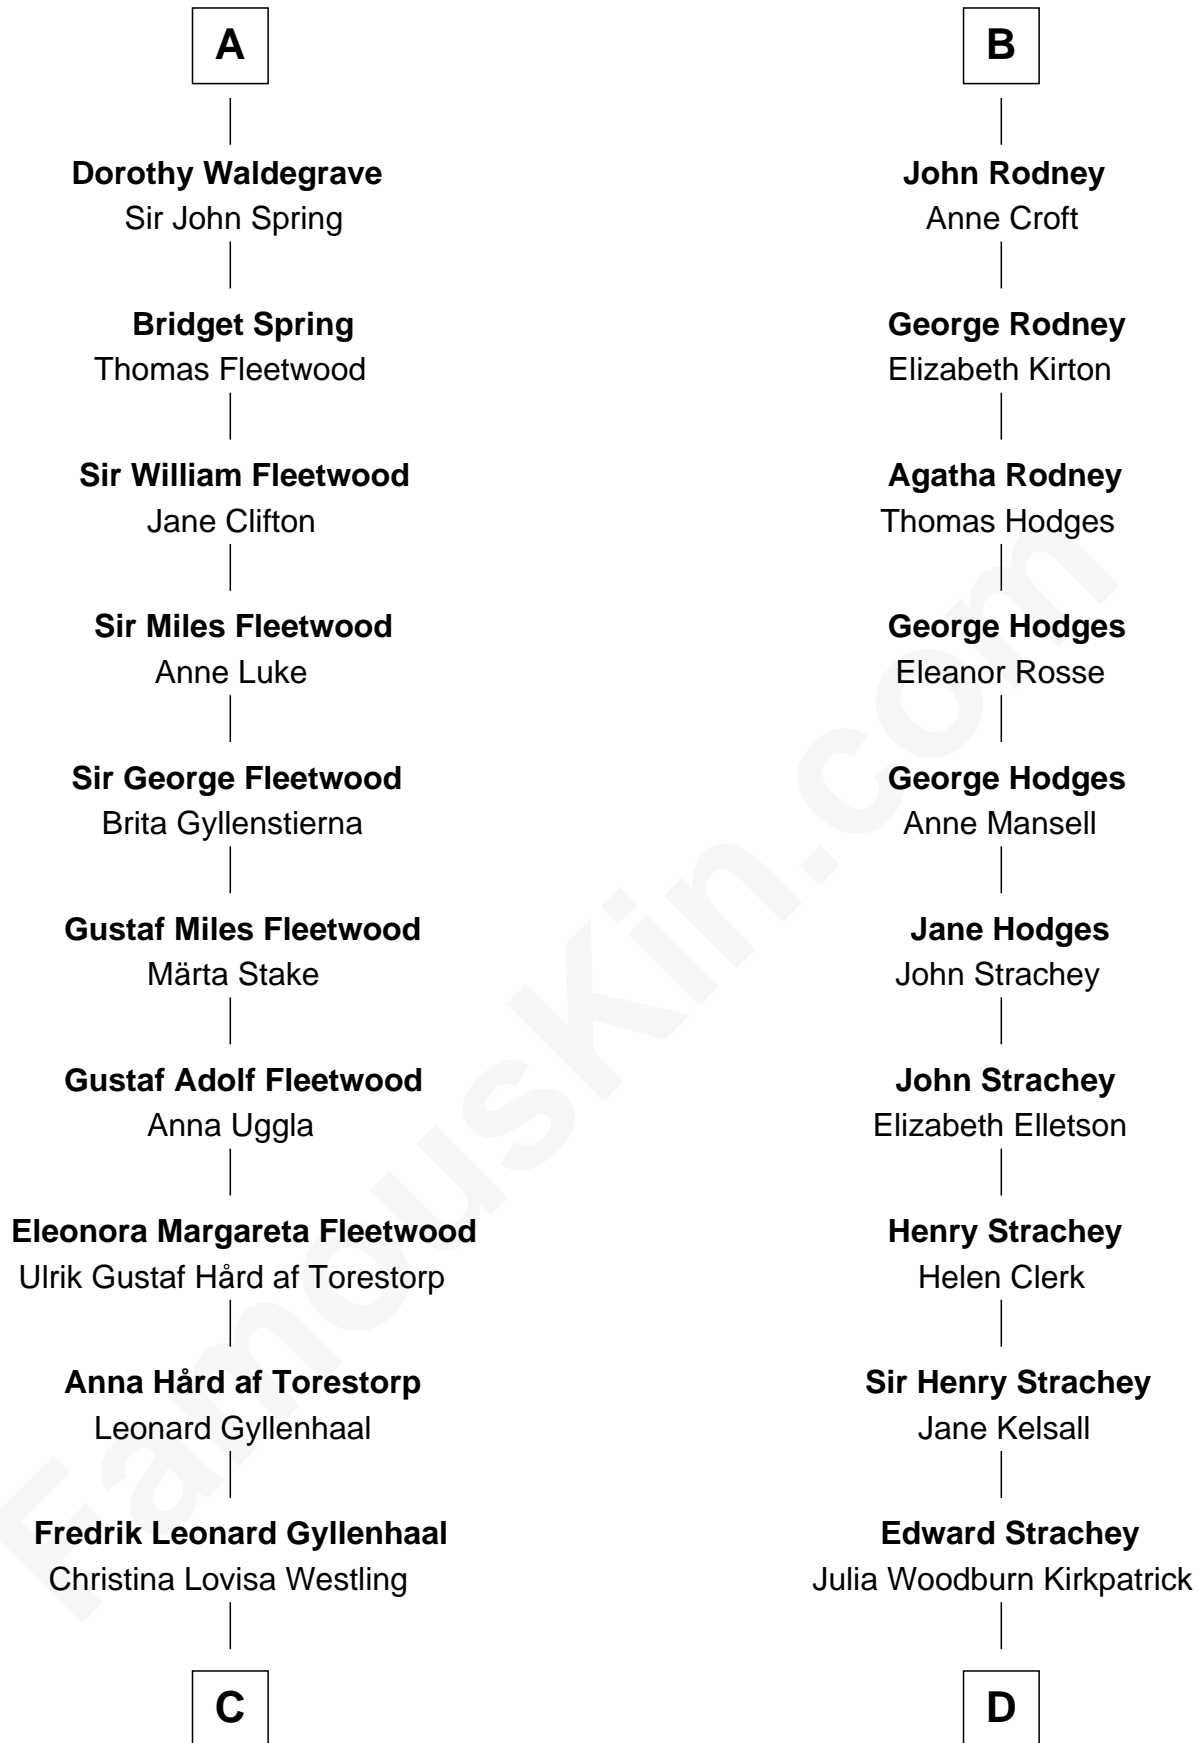 A
Dorothy Waldegrave
Sir John Spring
Bridget Spring
Thomas Fleetwood
Sir William Fleetwood
Jane Clifton
Sir Miles Fleetwood
Anne Luke
Sir George Fleetwood
Brita Gyllenstierna
Gustaf Miles Fleetwood
Märta Stake
Gustaf Adolf Fleetwood
Anna Uggla
Eleonora Margareta Fleetwood
Ulrik Gustaf Hård af Torestorp
Anna Hård af Torestorp
Leonard Gyllenhaal
Fredrik Leonard Gyllenhaal
Christina Lovisa Westling
C
B
John Rodney
Anne Croft
George Rodney
Elizabeth Kirton
Agatha Rodney
Thomas Hodges
George Hodges
Eleanor Rosse
George Hodges
Anne Mansell
Jane Hodges
John Strachey
John Strachey
Elizabeth Elletson
Henry Strachey
Helen Clerk
Sir Henry Strachey
Jane Kelsall
Edward Strachey
Julia Woodburn Kirkpatrick
D
FamousKin.com